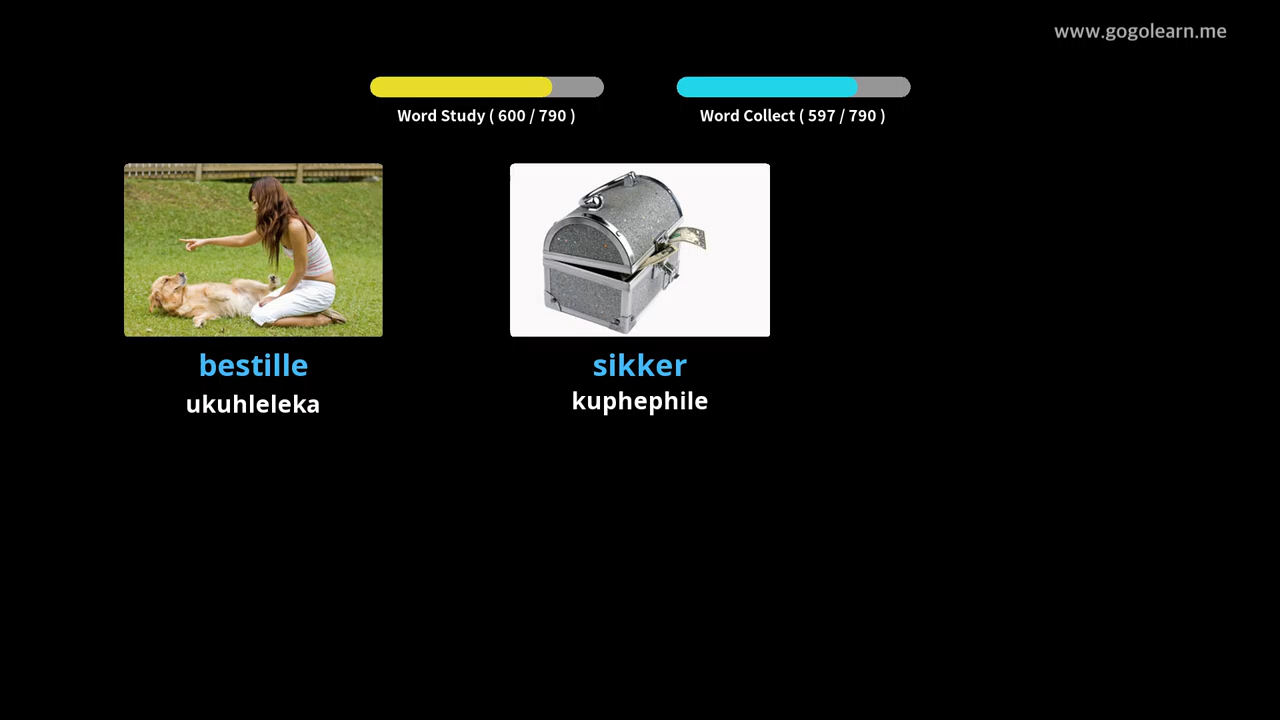 www.gogolearn.me
Word Study ( 600 / 790 )
Word Collect ( 597 / 790 )
bestille
sikker
ukuhleleka
kuphephile